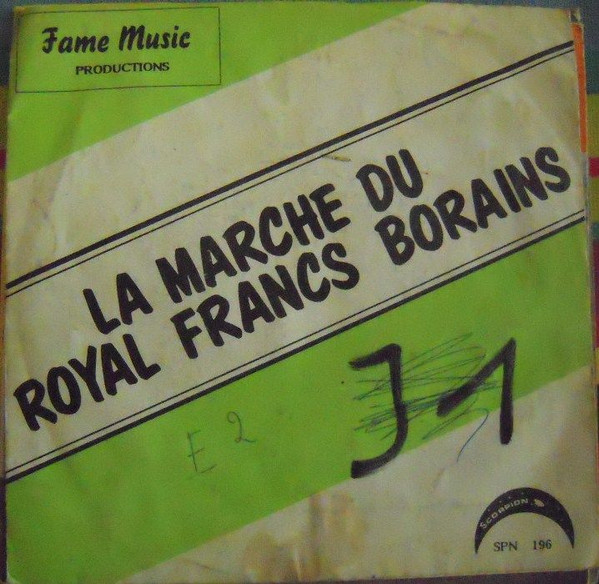 Fame Music
PRODUCTIONS
LA MARCHE DU
ROYAL FRANCS BORAINS
J-1
E 2
SCORPION
SPN 196